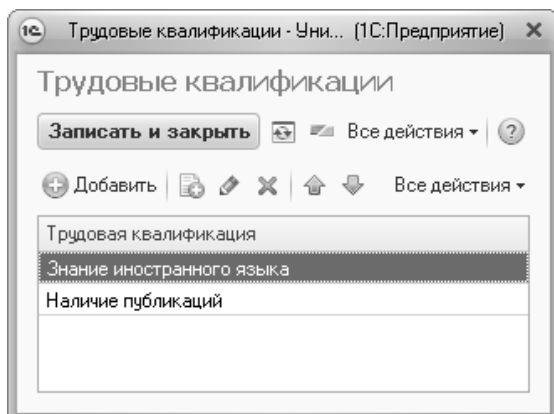 1С Трудовые квалификации - Уни... (1С:Предприятие)
Трудовые квалификации
Записать и закрыть Все действия ?
Добавить Все действия
Трудовая квалификация
Знание иностранного языка
Наличие публикаций